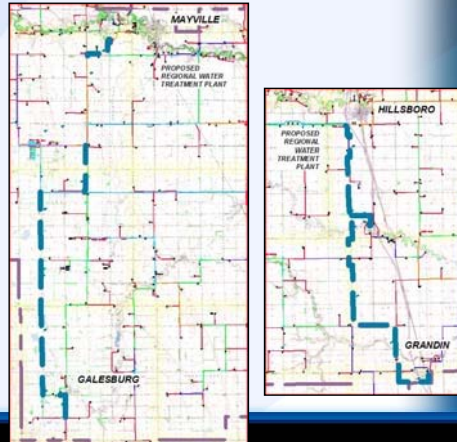 MAYVILLE
PROPOSED
REGIONAL WATER
TREATMENT PLANT
GALESBURG
HILLSBORO
PROPOSED
REGIONAL
WATER
TREATMENT
PLANT
GRANDIN